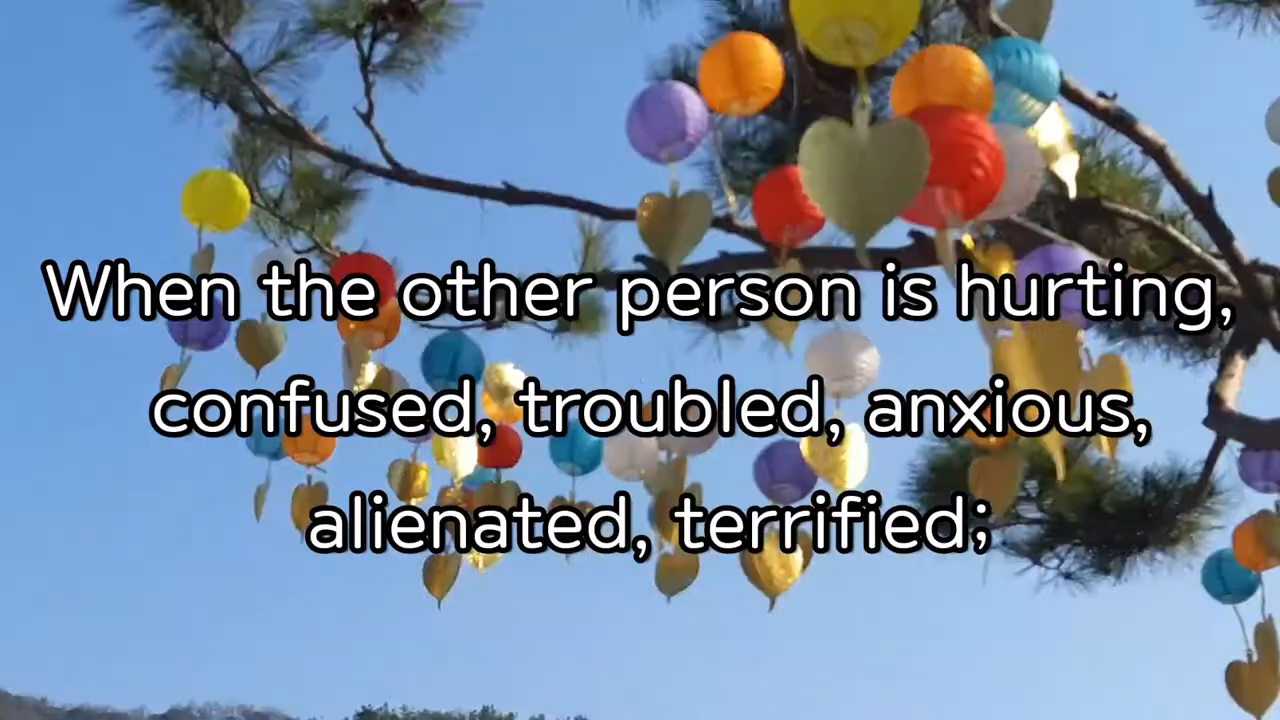 When the other person is hurting,
confused, troubled, anxious,
alienated, terrified;